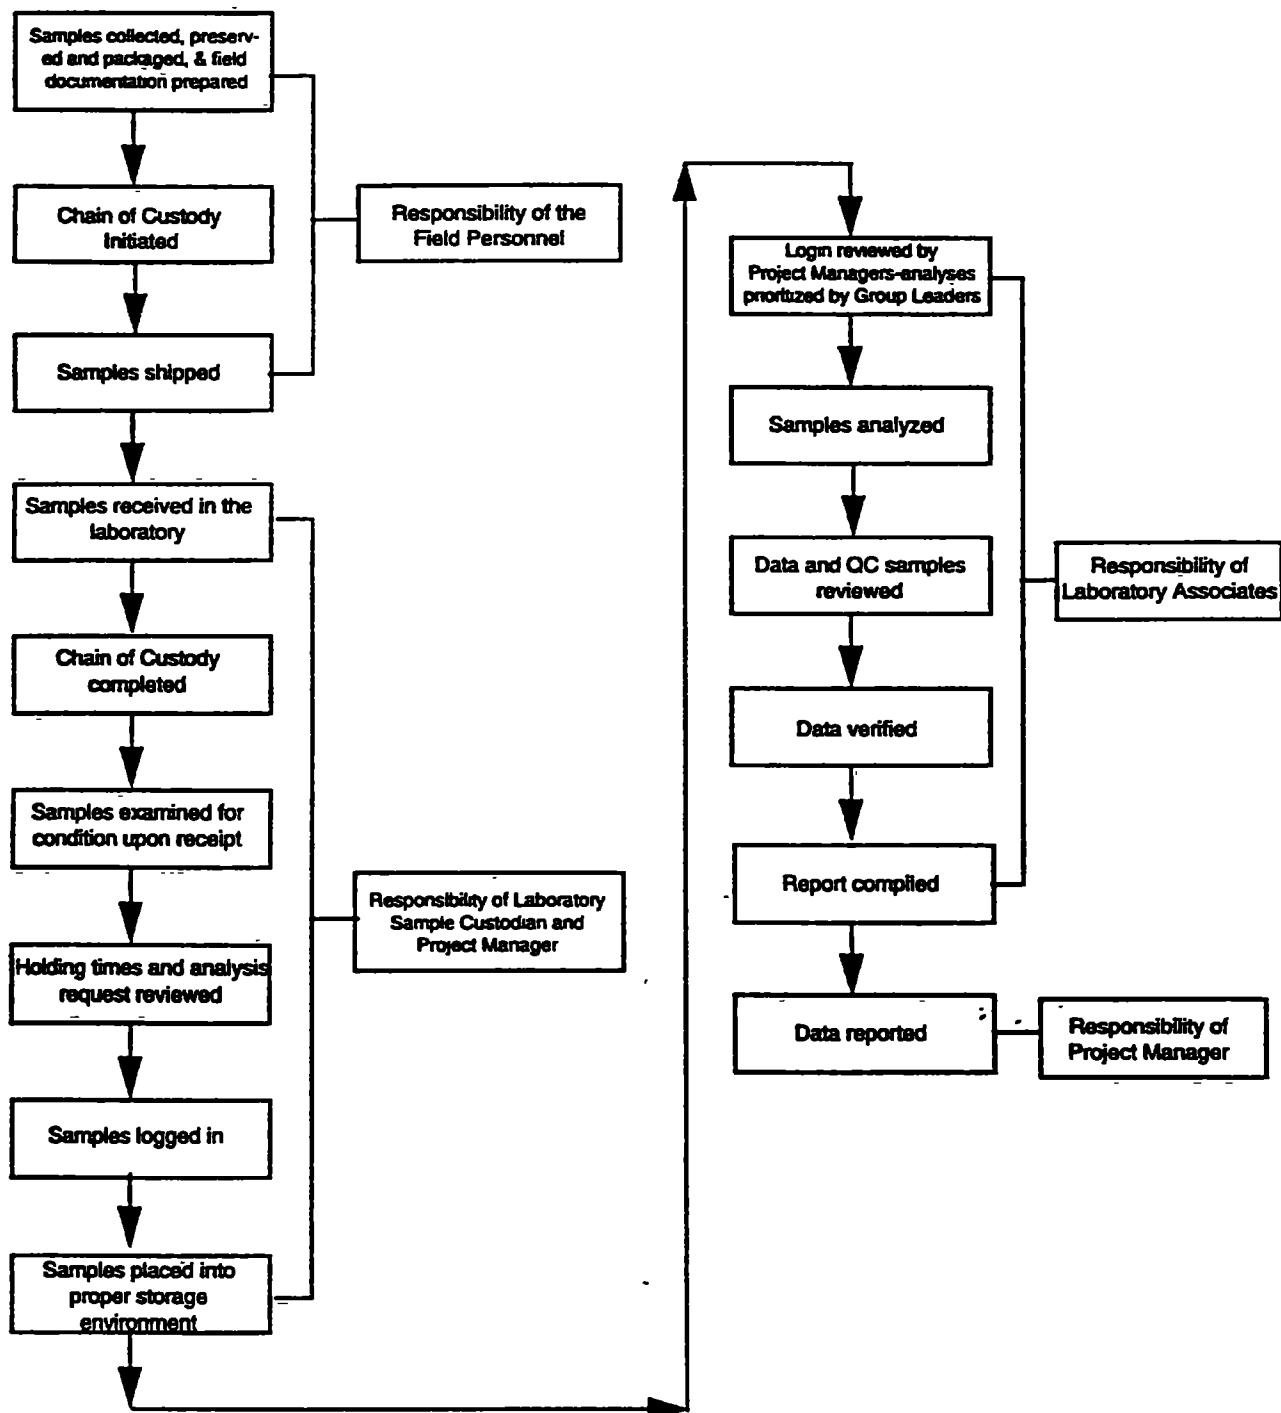 Samples collected, preserv-
ed and packaged, & field
documentation prepared
Chain of Custody
Initiated
Responsibility of the
Field Personnel
Samples shipped
Samples received in the
laboratory
Chain of Custody
completed
Samples examined for
condition upon receipt
Responsibility of Laboratory
Sample Custodian and
Project Manager
Holding times and analysis
request reviewed
Samples logged in
Samples placed into
proper storage
environment
Login reviewed by
Project Managers-analyses
prioritized by Group Leaders
Samples analyzed
Data and QC samples
reviewed
Responsibility of
Laboratory Associates
Data verified
Report compiled
Data reported
Responsibility of
Project Manager